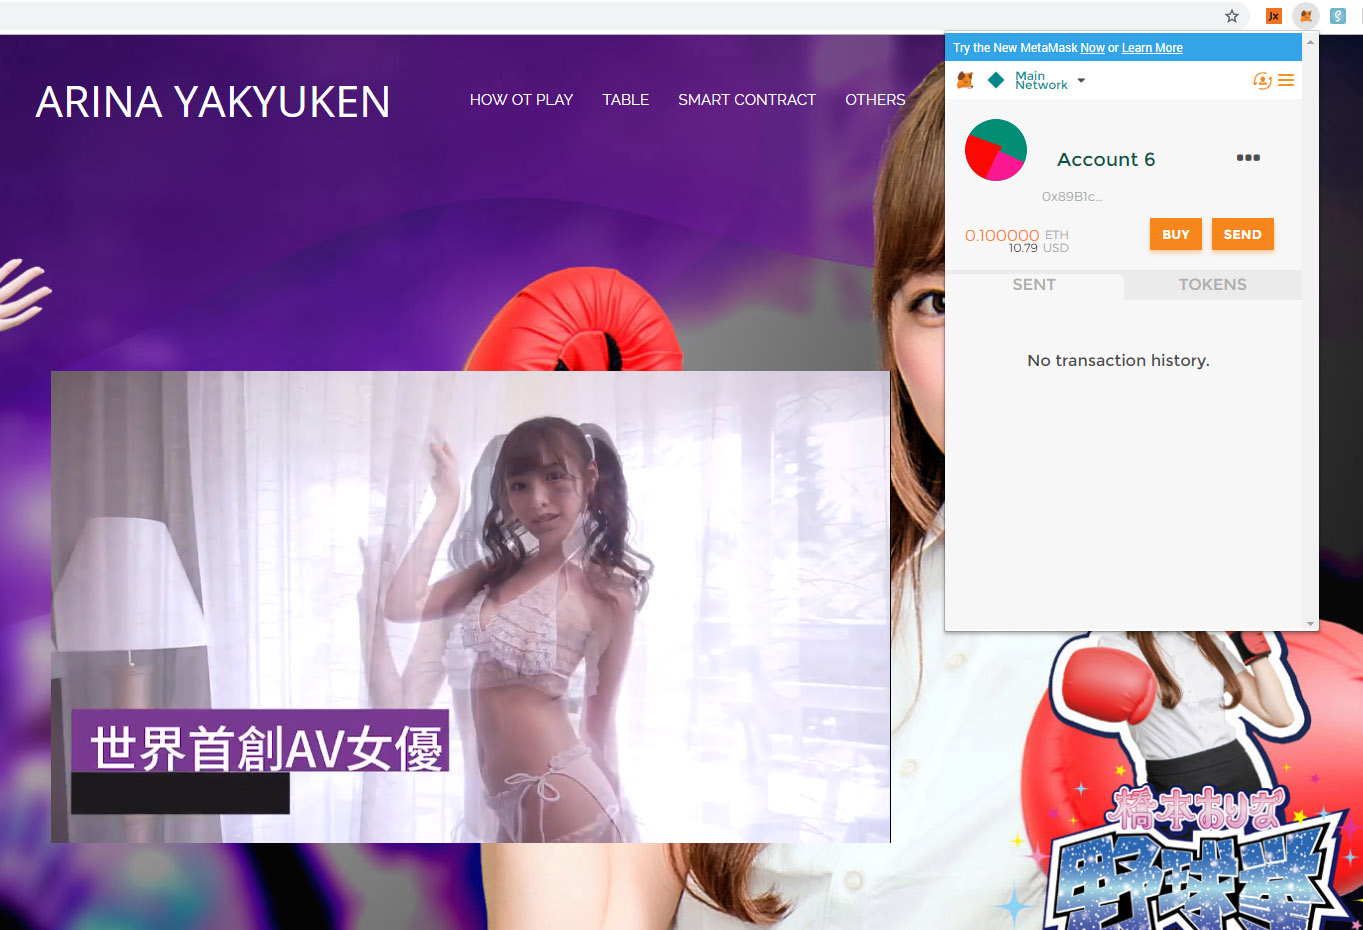 Jx
Try the New MetaMask Now or Learn More
Main
Network
ARINA YAKYUKEN
HOW OT PLAY
TABLE
SMART CONTRACT
OTHERS
Account 6
0x89B1c...
0.100000 ETH
10.79 USD
BUY
SEND
SENT
TOKENS
No transaction history.
世界首創AV女優
橋本ありな
野球拳